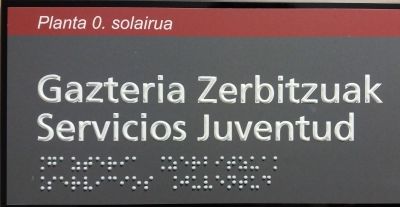 Planta 0. solairua
Gazteria Zerbitzuak
Servicios Juventud